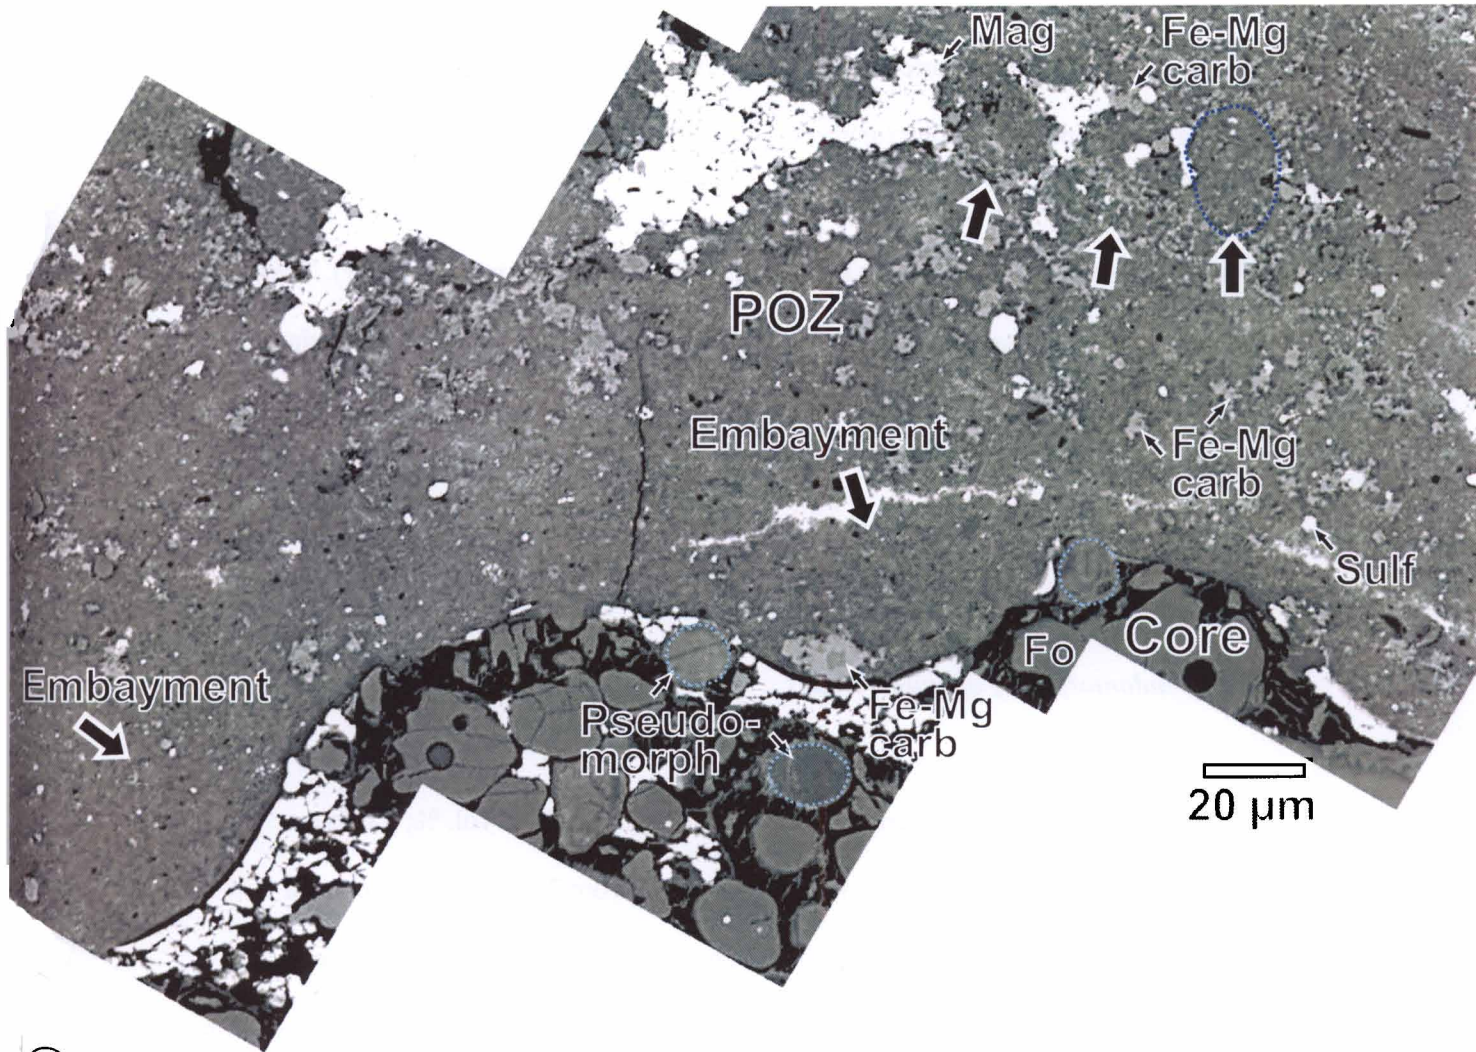 Mag
Fe-Mg
carb
POZ
Embayment
Fe-Mg
carb
Sulf
Core
Fo
Embayment
Pseudo-
morph
Fe-Mg
carb
20 µm